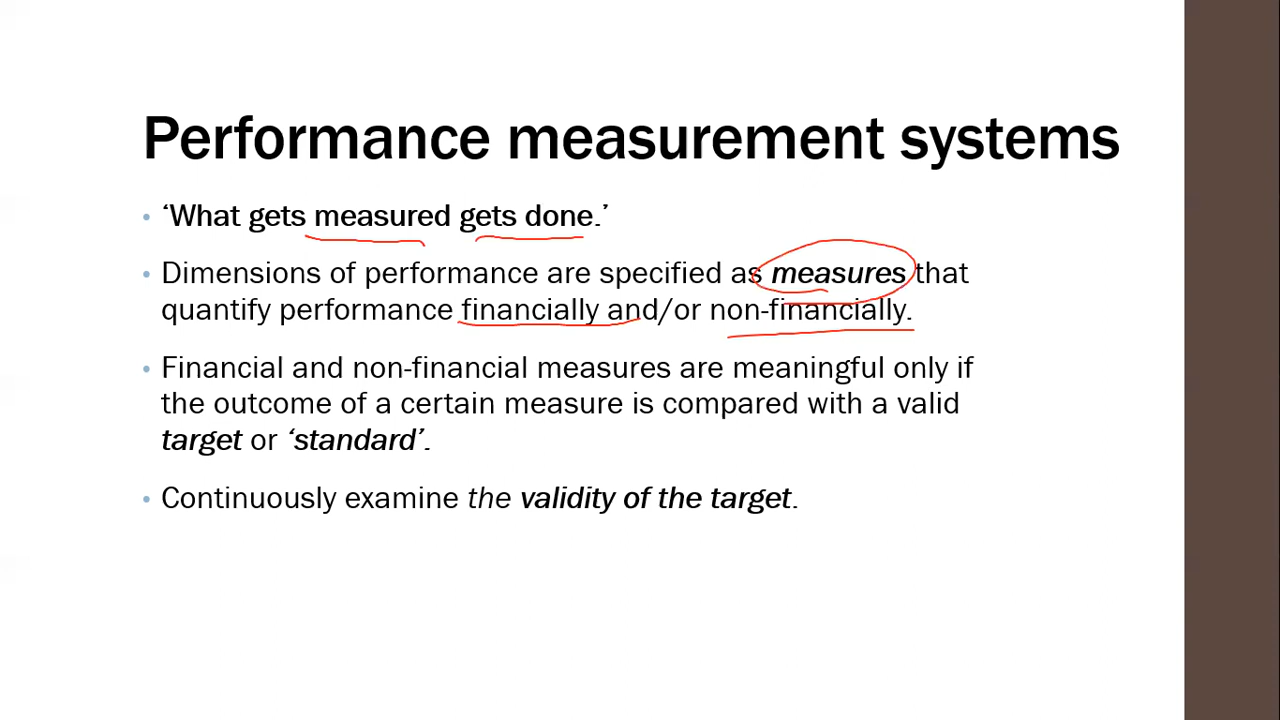 Performance measurement systems
• ‘What gets measured gets done.’
• Dimensions of performance are specified as measures that
quantify performance financially and/or non-financially.
• Financial and non-financial measures are meaningful only if
the outcome of a certain measure is compared with a valid
target or ‘standard’.
• Continuously examine the validity of the target.